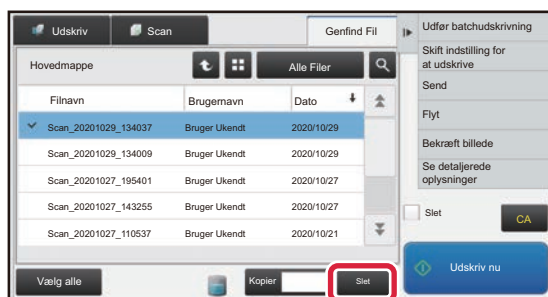 Udskriv
Scan
Genfind Fil
Hovedmappe
Alle Filer
Filnavn
Brugernavn
Dato
Scan_20201029_134037 Bruger Ukendt 2020/10/29
Scan_20201029_134009 Bruger Ukendt 2020/10/29
Scan_20201027_195401 Bruger Ukendt 2020/10/27
Scan_20201027_143255 Bruger Ukendt 2020/10/27
Scan_20201027_110537 Bruger Ukendt 2020/10/21
Vælg alle
Kopier
Slet
Udfør batchudskrivning
Skift indstilling for
at udskrive
Send
Flyt
Bekræft billede
Se detaljerede
oplysninger
Slet
CA
Udskriv nu